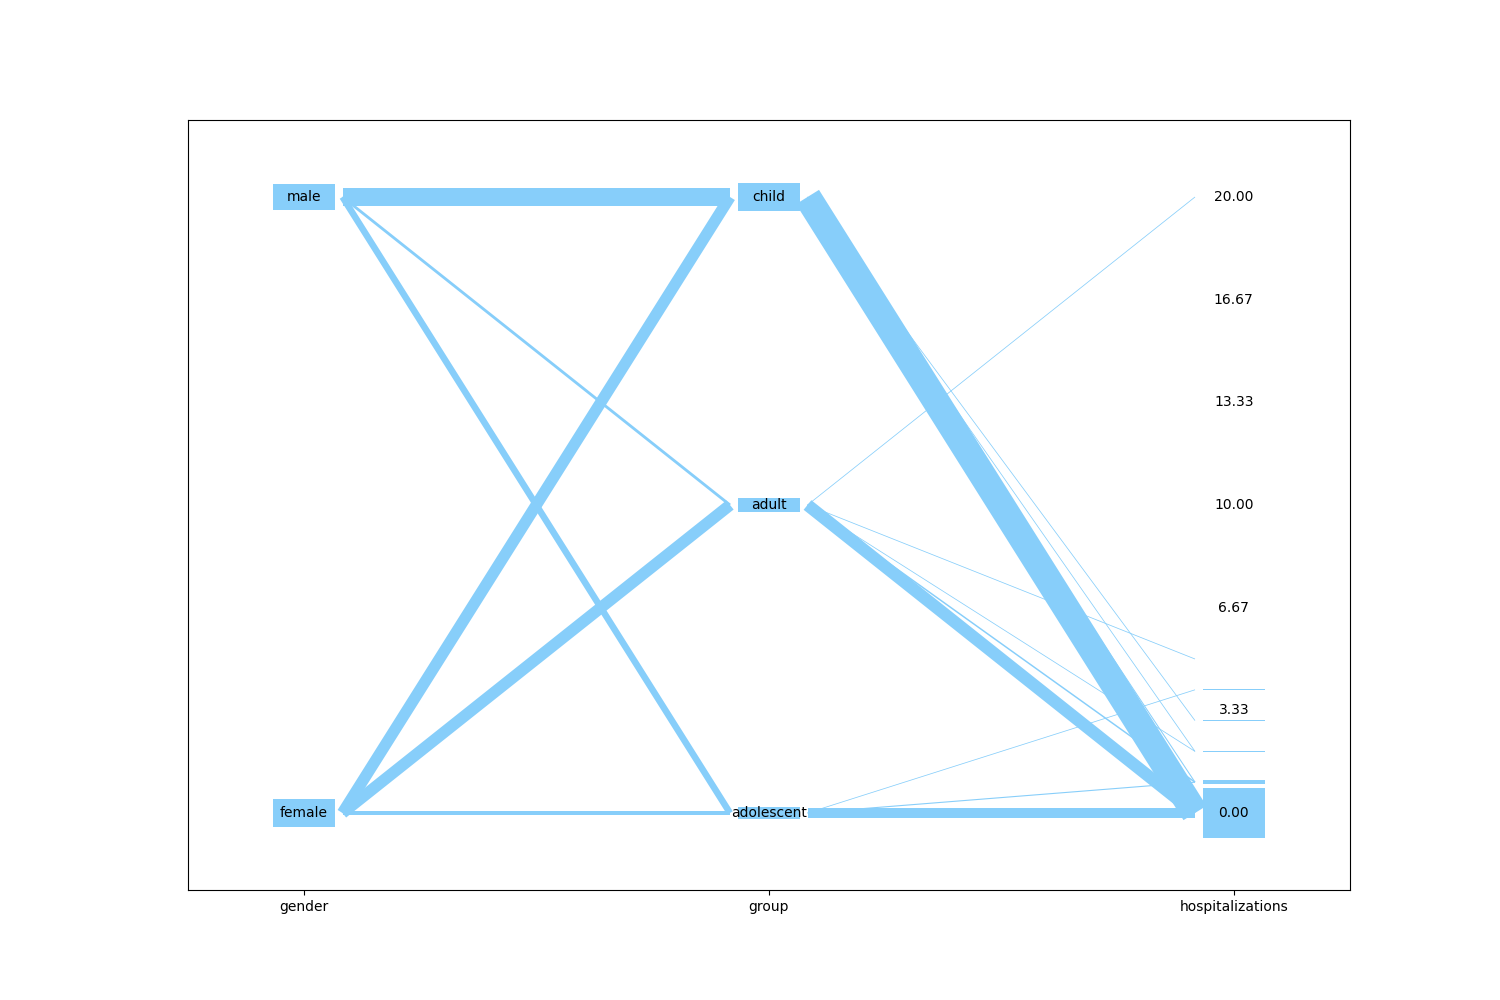 male
child
20.00
16.67
13.33
adult
10.00
6.67
3.33
female
adolescent
0.00
gender
group
hospitalizations